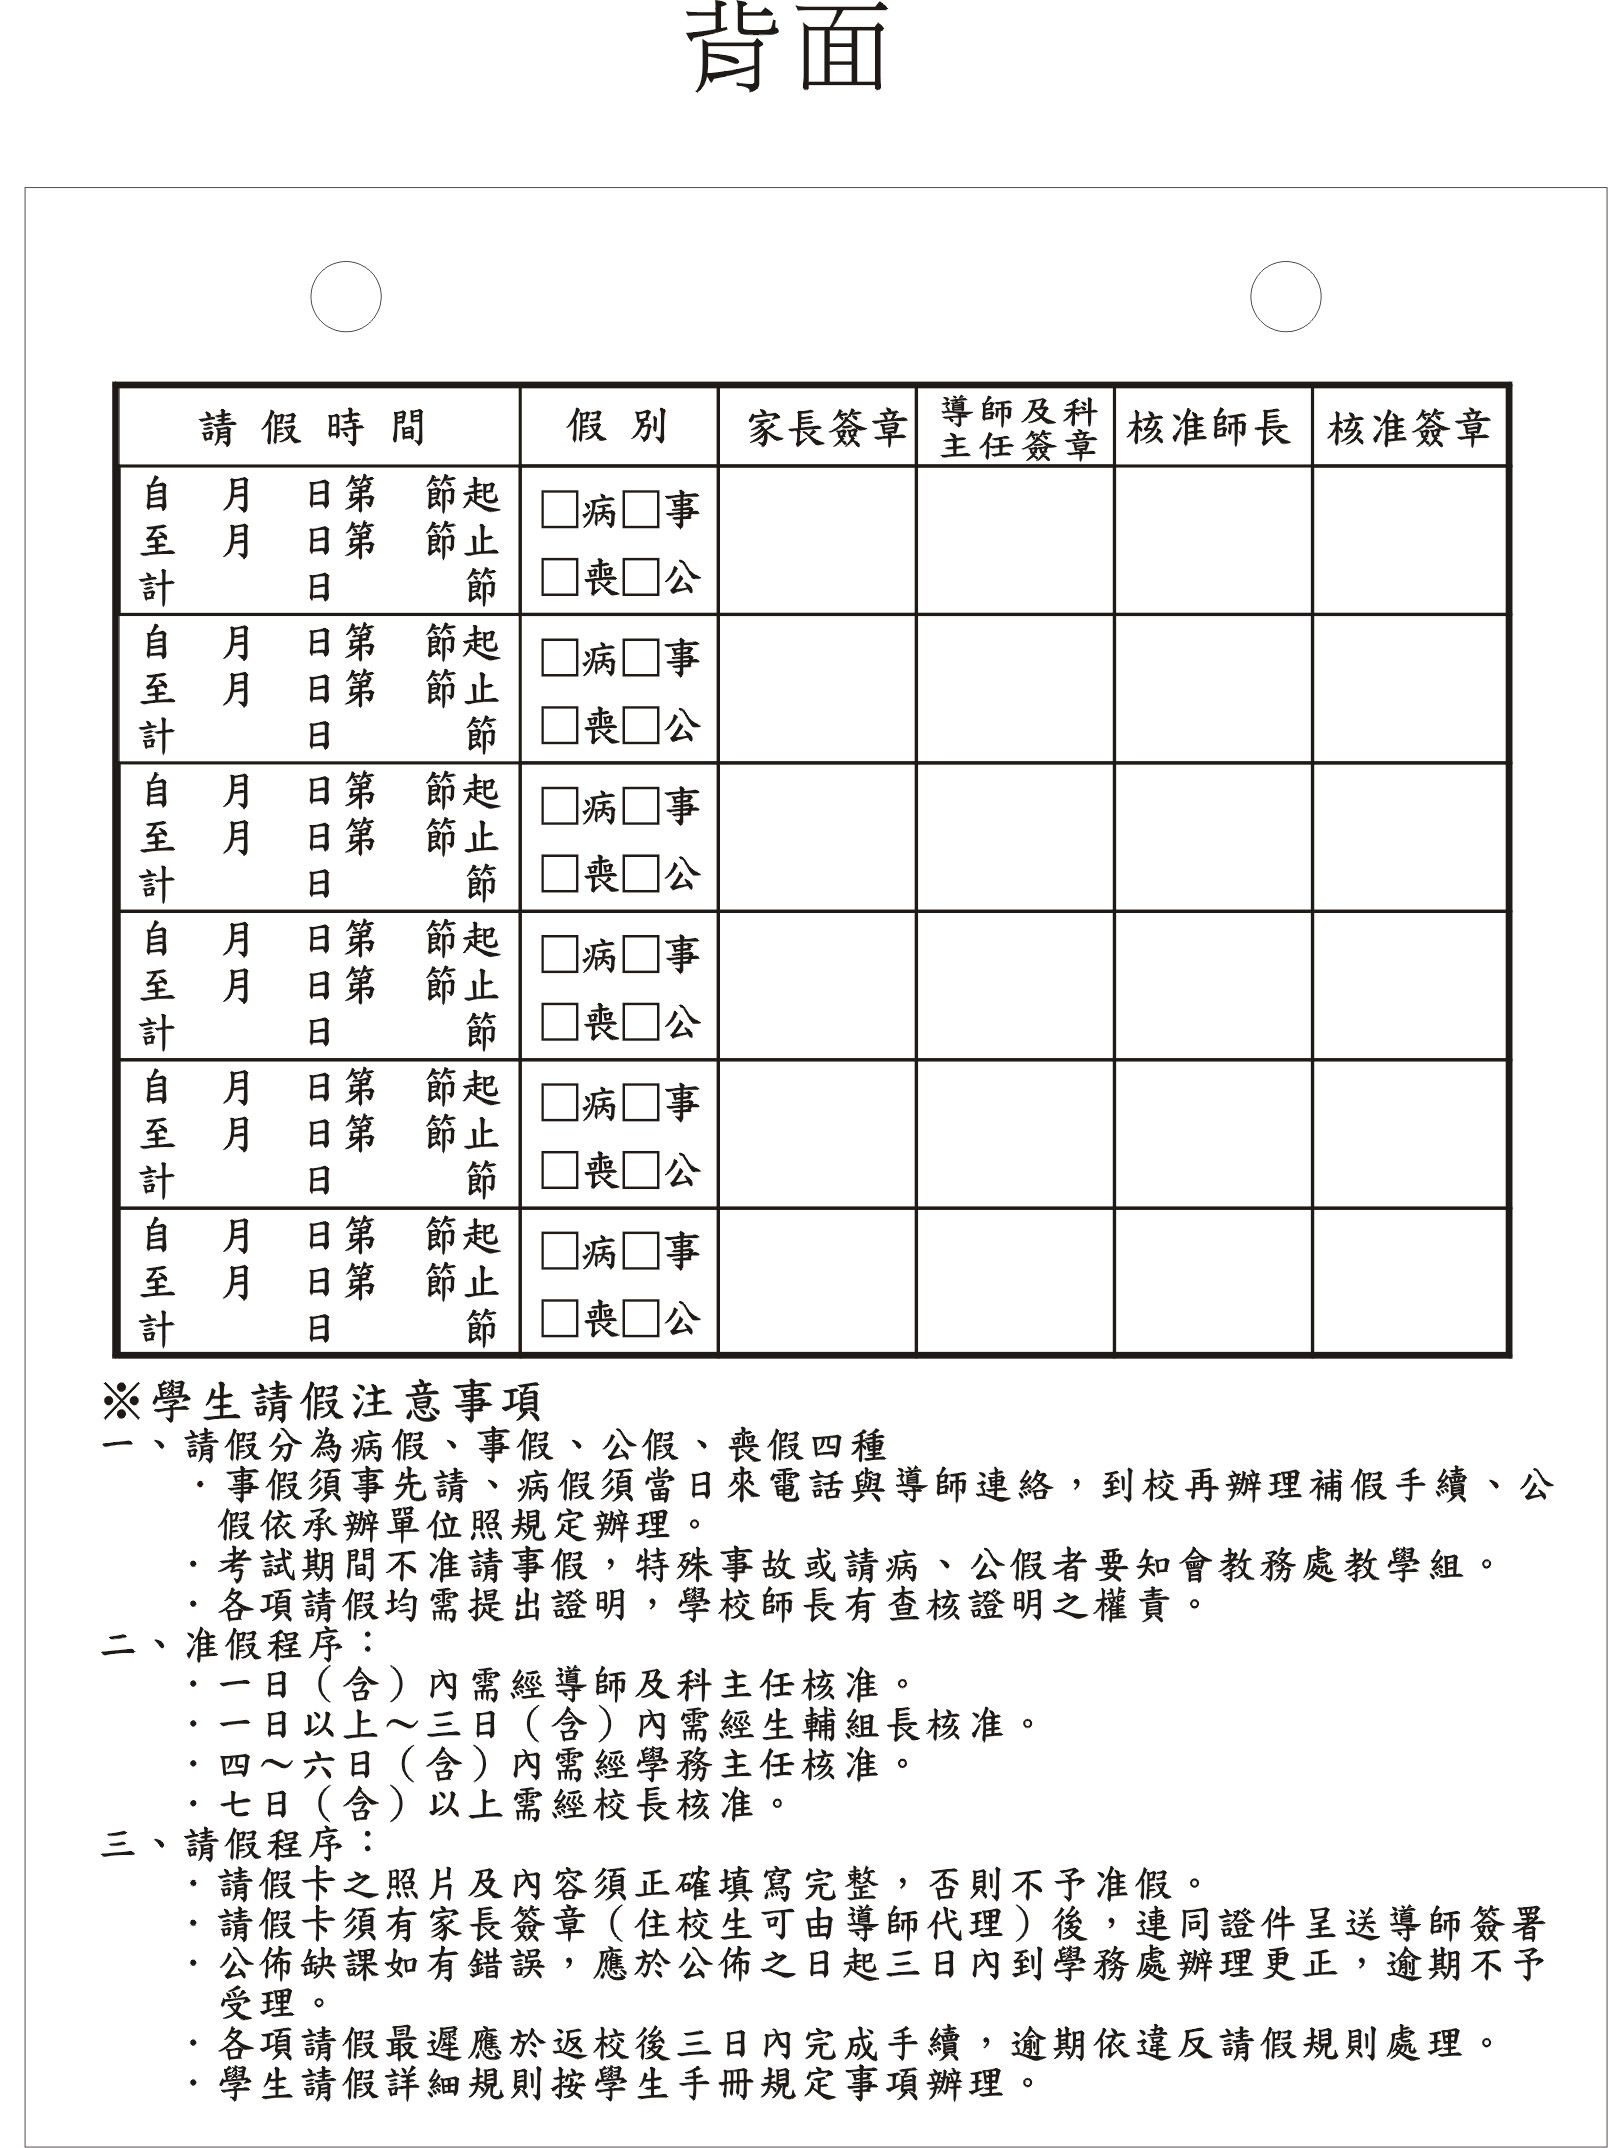 背面
請假時間 假別 家長簽章 導師及科主任簽章 核准師長 核准簽章
自 月 日第 節起
至 月 日第 節止
計 日 節
□病□事
□喪□公
自 月 日第 節起
至 月 日第 節止
計 日 節
□病□事
□喪□公
自 月 日第 節起
至 月 日第 節止
計 日 節
□病□事
□喪□公
自 月 日第 節起
至 月 日第 節止
計 日 節
□病□事
□喪□公
自 月 日第 節起
至 月 日第 節止
計 日 節
□病□事
□喪□公
自 月 日第 節起
至 月 日第 節止
計 日 節
□病□事
□喪□公
※學生請假注意事項
一、請假分為病假、事假、公假、喪假四種
．事假須事先請、病假須當日來電話與導師連絡，到校再辦理補假手續、公
假依承辦單位照規定辦理。
．考試期間不准請事假，特殊事故或請病、公假者要知會教務處教學組。
．各項請假均需提出證明，學校師長有查核證明之權責。
二、准假程序：
．一日（含）內需經導師及科主任核准。
．一日以上～三日（含）內需經生輔組長核准。
．四～六日（含）內需經學務主任核准。
．七日（含）以上需經校長核准。
三、請假程序：
．請假卡之照片及內容須正確填寫完整，否則不予准假。
．請假卡須有家長簽章（住校生可由導師代理）後，連同證件呈送導師簽署
．公佈缺課如有錯誤，應於公佈之日起三日內到學務處辦理更正，逾期不予
受理。
．各項請假最遲應於返校後三日內完成手續，逾期依違反請假規則處理。
．學生請假詳細規則按學生手冊規定事項辦理。